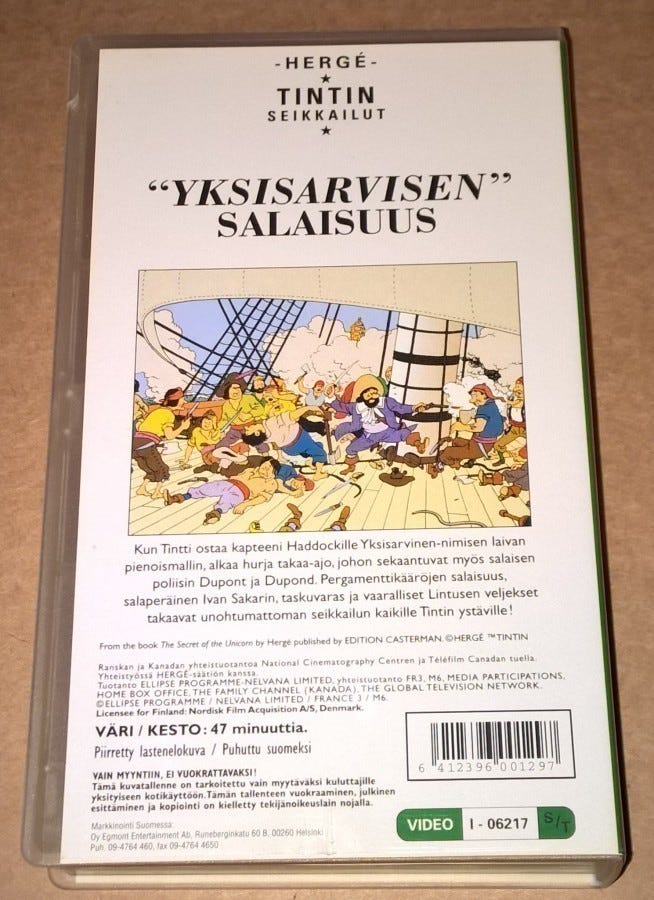 -HERGÉ-
TINTIN
SEIKKAILUT
“YKSISARVISEN”
SALAISUUS
Kun Tintti ostaa kapteeni Haddockille Yksisarvinen-nimisen laivan
pienoismallin, alkaa hurja takaa-ajo, johon sekaantuvat myös salaisen
poliisin Dupont ja Dupond. Pergamenttikääröjen salaisuus,
salaperäinen Ivan Sakarin, taskuvaras ja vaaralliset Lintusen veljekset
takaavat unohtumattoman seikkailun kaikille Tintin ystäville!
From the book The Secret of the Unicorn by Hergé published by EDITION CASTERMAN. ©HERGÉ ™TINTIN
Ranskan ja Kanadan yhteistuotantoa National Cinematography Centren ja Téléfilm Canadan tuella.
Yhteistyössä HERGÉ-säätiön kanssa.
Tuotanto ELLIPSE PROGRAMME-NELVANA LIMITED, yhteistuotanto FR3, M6, MEDIA PARTICIPATIONS,
HOME BOX OFFICE, THE FAMILY CHANNEL (KANADA), THE GLOBAL TELEVISION NETWORK.
©ELLIPSE PROGRAMME / NELVANA LIMITED / FRANCE 3 / M6.
Licensee for Finland: Nordisk Film Acquisition A/S, Denmark.
VÄRI / KESTO: 47 minuuttia.
Piirretty lastenelokuva / Puhuttu suomeksi
VAIN MYYNTIIN, EI VUOKRATTAVAKSI!
Tämä kuvatallenne on tarkoitettu vain myytäväksi kuluttajille
yksityiseen kotikäyttöön. Tämän tallenteen vuokraaminen, julkinen
esittäminen ja kopiointi on kielletty tekijänoikeuslain nojalla.
Markkinointi Suomessa:
Oy Egmont Entertainment Ab, Runeberginkatu 60 B, 00260 Helsinki
Puh. 09-4764 460, fax 09-4764 4650
6 412396 001297
VIDEO I - 06217 S/T